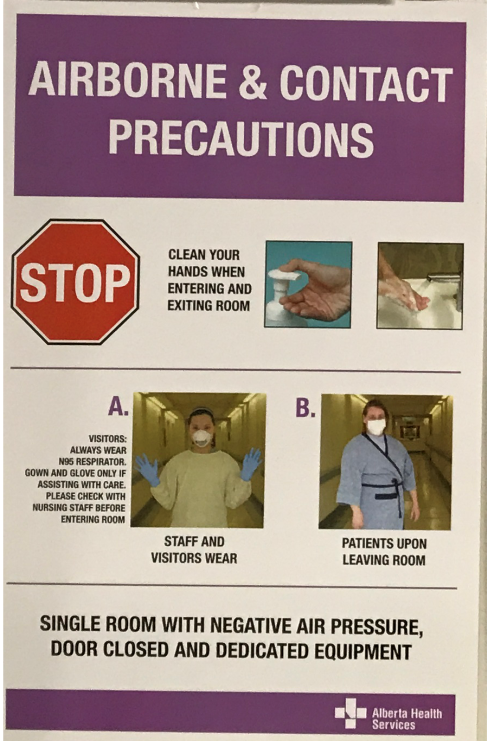 AIRBORNE & CONTACT
PRECAUTIONS
STOP
CLEAN YOUR
HANDS WHEN
ENTERING AND
EXITING ROOM
A.
VISITORS:
ALWAYS WEAR
N95 RESPIRATOR.
GOWN AND GLOVE ONLY IF
ASSISTING WITH CARE.
PLEASE CHECK WITH
NURSING STAFF BEFORE
ENTERING ROOM
STAFF AND
VISITORS WEAR
B.
PATIENTS UPON
LEAVING ROOM
SINGLE ROOM WITH NEGATIVE AIR PRESSURE,
DOOR CLOSED AND DEDICATED EQUIPMENT
Alberta Health
Services